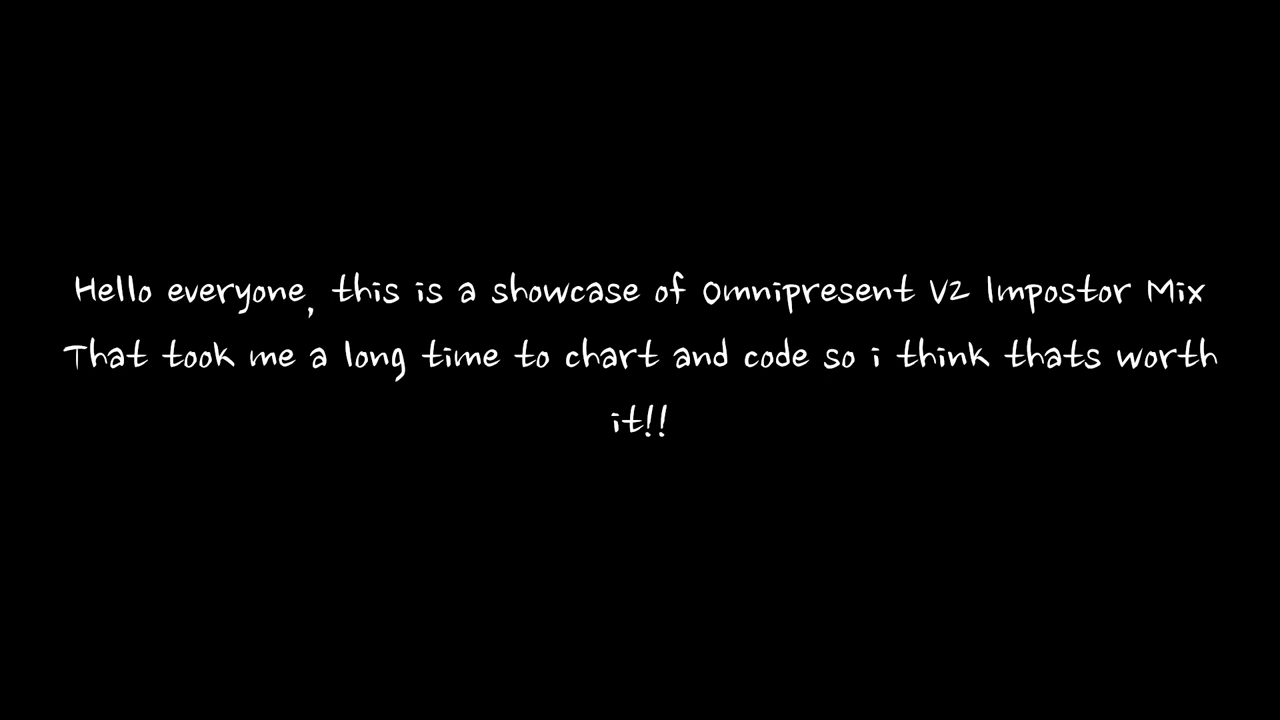 Hello everyone, this is a showcase of Omnipresent V2 Impostor Mix
That took me a long time to chart and code so i think thats worth
it!!